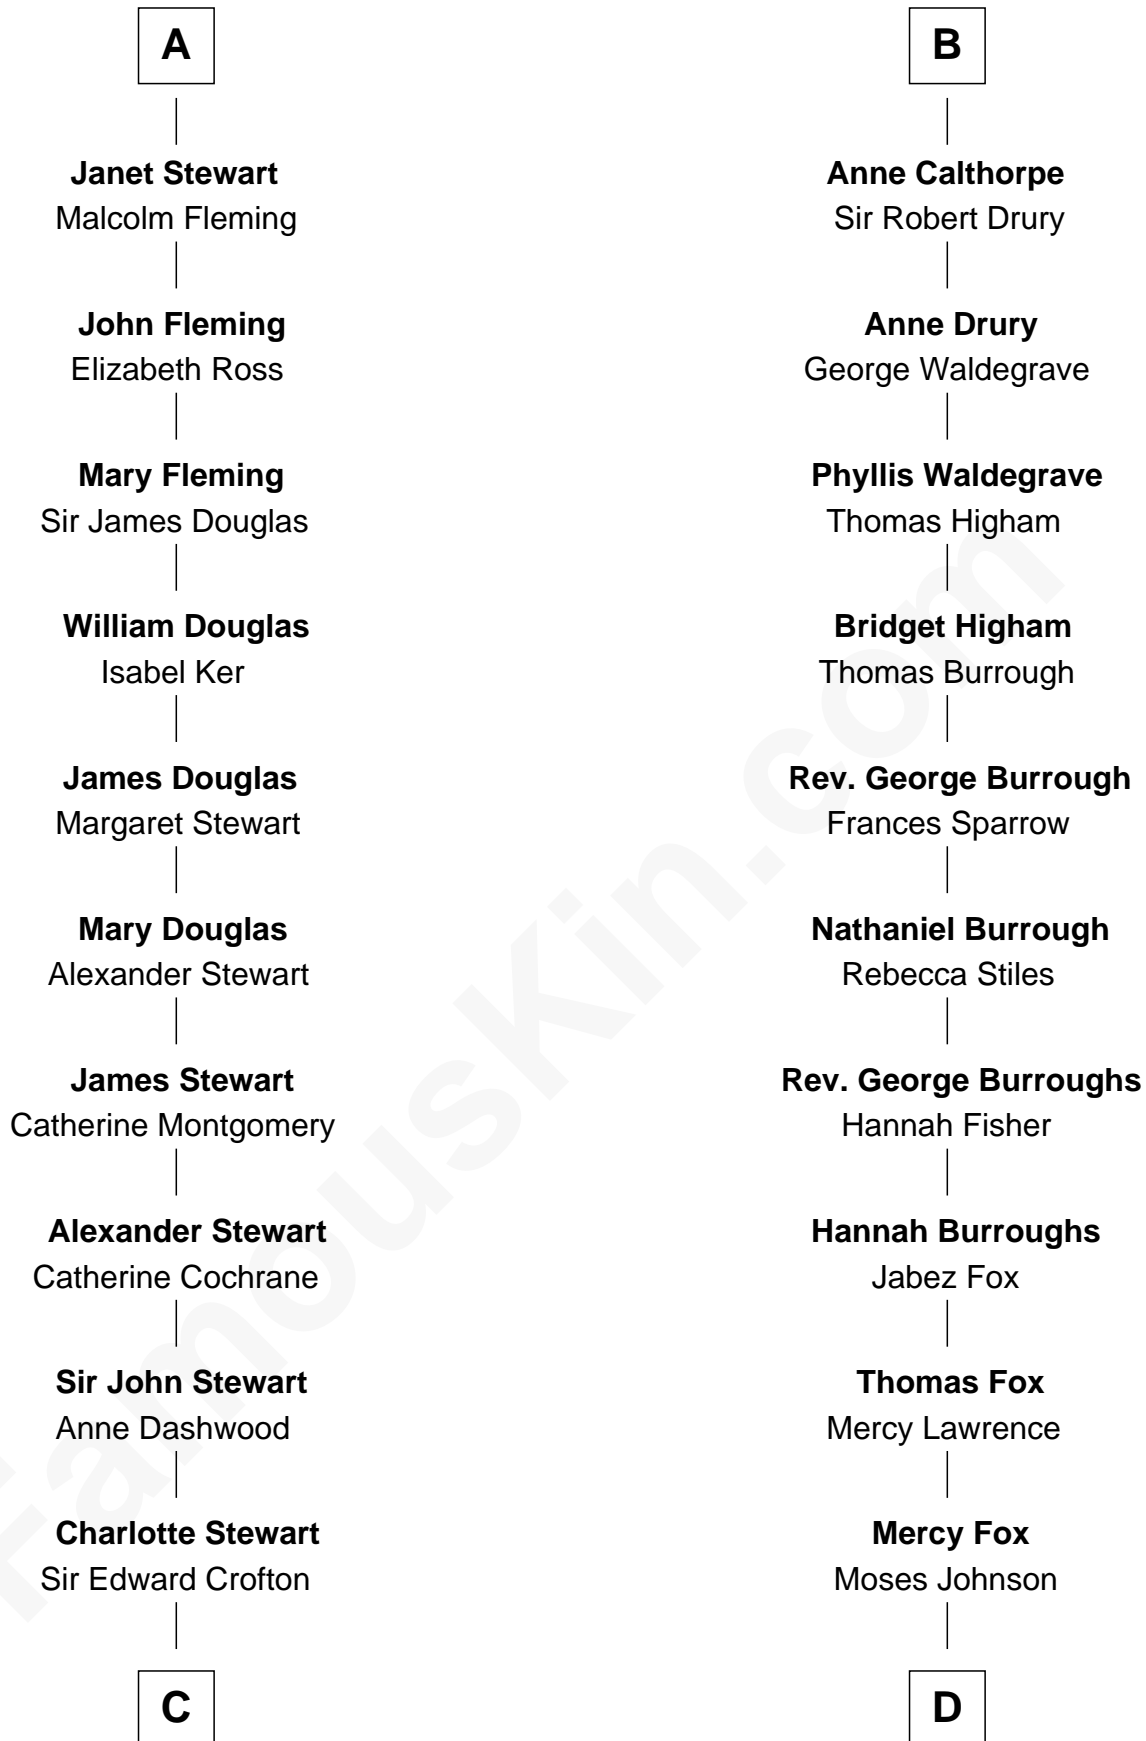 A
Janet Stewart
Malcolm Fleming
John Fleming
Elizabeth Ross
Mary Fleming
Sir James Douglas
William Douglas
Isabel Ker
James Douglas
Margaret Stewart
Mary Douglas
Alexander Stewart
James Stewart
Catherine Montgomery
Alexander Stewart
Catherine Cochrane
Sir John Stewart
Anne Dashwood
Charlotte Stewart
Sir Edward Crofton
C
B
Anne Calthorpe
Sir Robert Drury
Anne Drury
George Waldegrave
Phyllis Waldegrave
Thomas Higham
Bridget Higham
Thomas Burrough
Rev. George Burrough
Frances Sparrow
Nathaniel Burrough
Rebecca Stiles
Rev. George Burroughs
Hannah Fisher
Hannah Burroughs
Jabez Fox
Thomas Fox
Mercy Lawrence
Mercy Fox
Moses Johnson
D
FamousKin.com